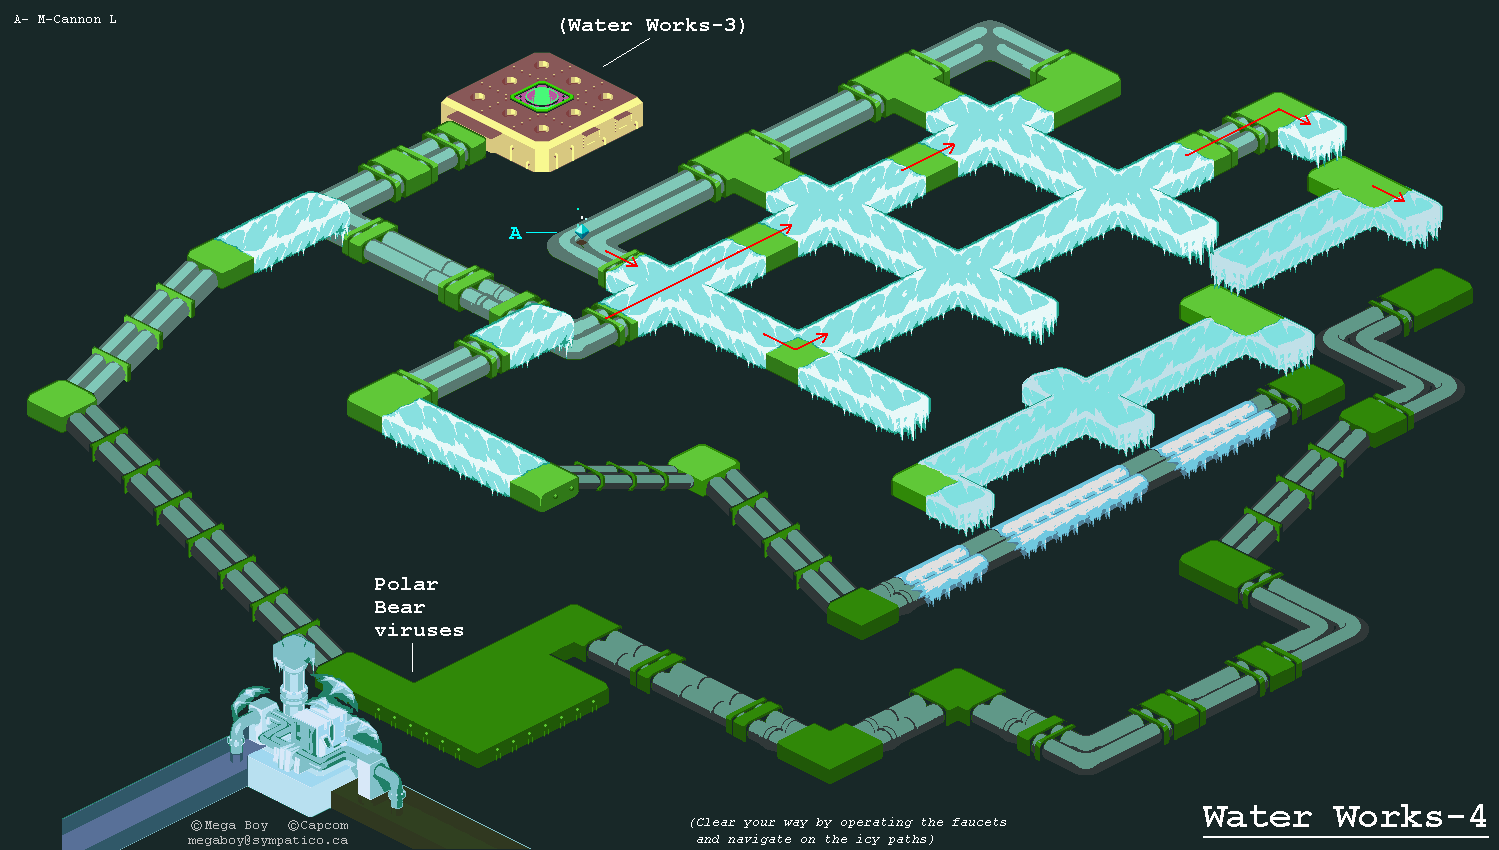 A- M-Cannon L
(Water Works-3)
A
Polar
Bear
viruses
Water Works-4
©Mega Boy ©Capcom
megaboy@sympatico.ca
(Clear your way by operating the faucets
and navigate on the icy paths)